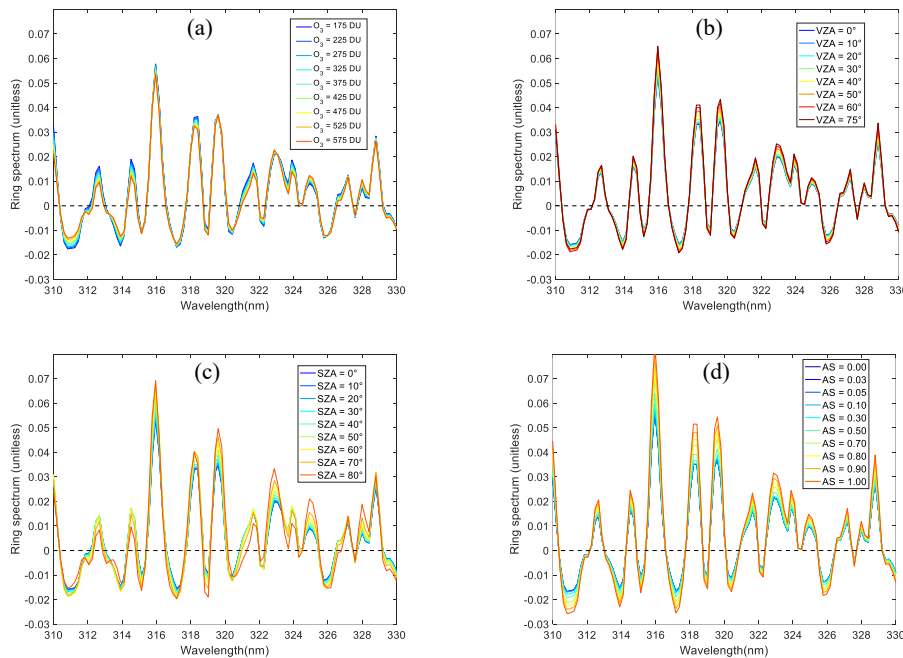 (a)
0.07
0.06
0.05
0.04
0.03
0.02
0.01
0
-0.01
-0.02
-0.03
Ring spectrum (unitless)
O3 = 175 DU
O3 = 225 DU
O3 = 275 DU
O3 = 325 DU
O3 = 375 DU
O3 = 425 DU
O3 = 475 DU
O3 = 525 DU
O3 = 575 DU
310 312 314 316 318 320 322 324 326 328 330
Wavelength(nm)
(b)
0.07
0.06
0.05
0.04
0.03
0.02
0.01
0
-0.01
-0.02
-0.03
Ring spectrum (unitless)
VZA = 0°
VZA = 10°
VZA = 20°
VZA = 30°
VZA = 40°
VZA = 50°
VZA = 60°
VZA = 75°
310 312 314 316 318 320 322 324 326 328 330
Wavelength(nm)
(c)
0.07
0.06
0.05
0.04
0.03
0.02
0.01
0
-0.01
-0.02
-0.03
Ring spectrum (unitless)
SZA = 0°
SZA = 10°
SZA = 20°
SZA = 30°
SZA = 40°
SZA = 50°
SZA = 60°
SZA = 70°
SZA = 80°
310 312 314 316 318 320 322 324 326 328 330
Wavelength(nm)
(d)
0.07
0.06
0.05
0.04
0.03
0.02
0.01
0
-0.01
-0.02
-0.03
Ring spectrum (unitless)
AS = 0.00
AS = 0.03
AS = 0.05
AS = 0.10
AS = 0.30
AS = 0.50
AS = 0.70
AS = 0.80
AS = 0.90
AS = 1.00
310 312 314 316 318 320 322 324 326 328 330
Wavelength(nm)